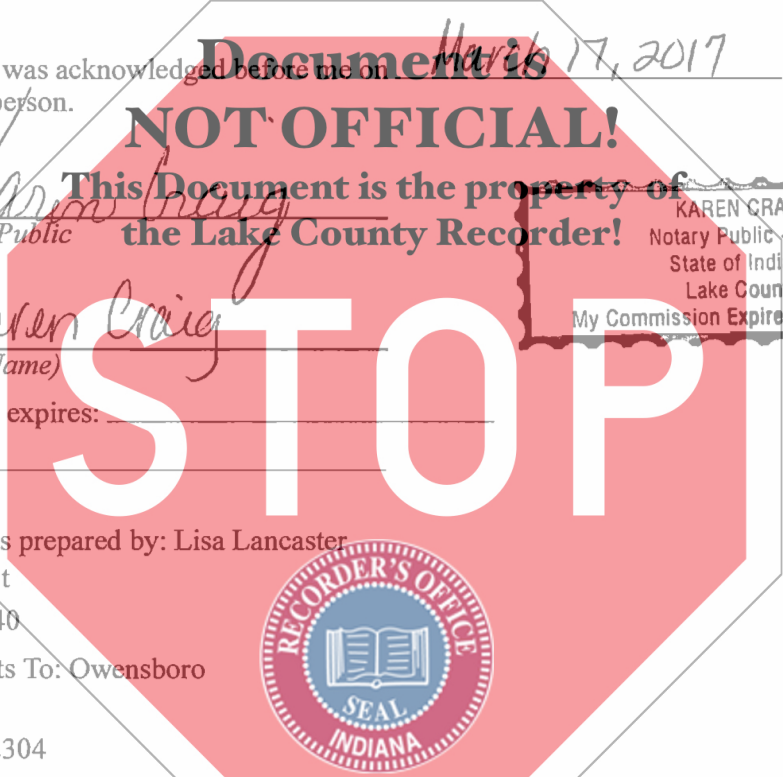 was acknowledged before me on March 17, 2017
Document is
person.
NOT OFFICIAL!
This Document is the property of
the Lake County Recorder!
Craig
Public
KAREN CRA
Notary Public
State of Indi
Lake Coun
My Commission Expire
ren Craig
Name)
expires:
STOP
s prepared by: Lisa Lancaster
t
40
ts To: Owensboro
304
RECORDER'S OFFICE
SEAL
INDIANA